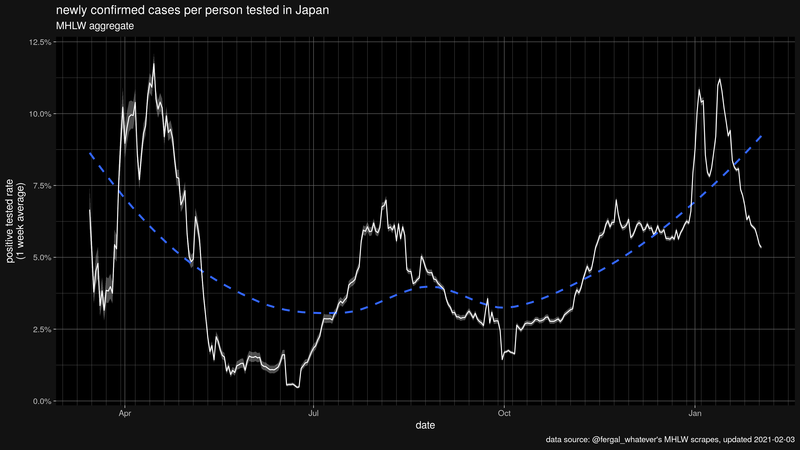 newly confirmed cases per person tested in Japan
MHLW aggregate
12.5%
10.0%
7.5%
5.0%
2.5%
0.0%
positive tested rate
(1 week average)
Apr
Jul
Oct
Jan
date
data source: @fergal_whatever's MHLW scrapes, updated 2021-02-03